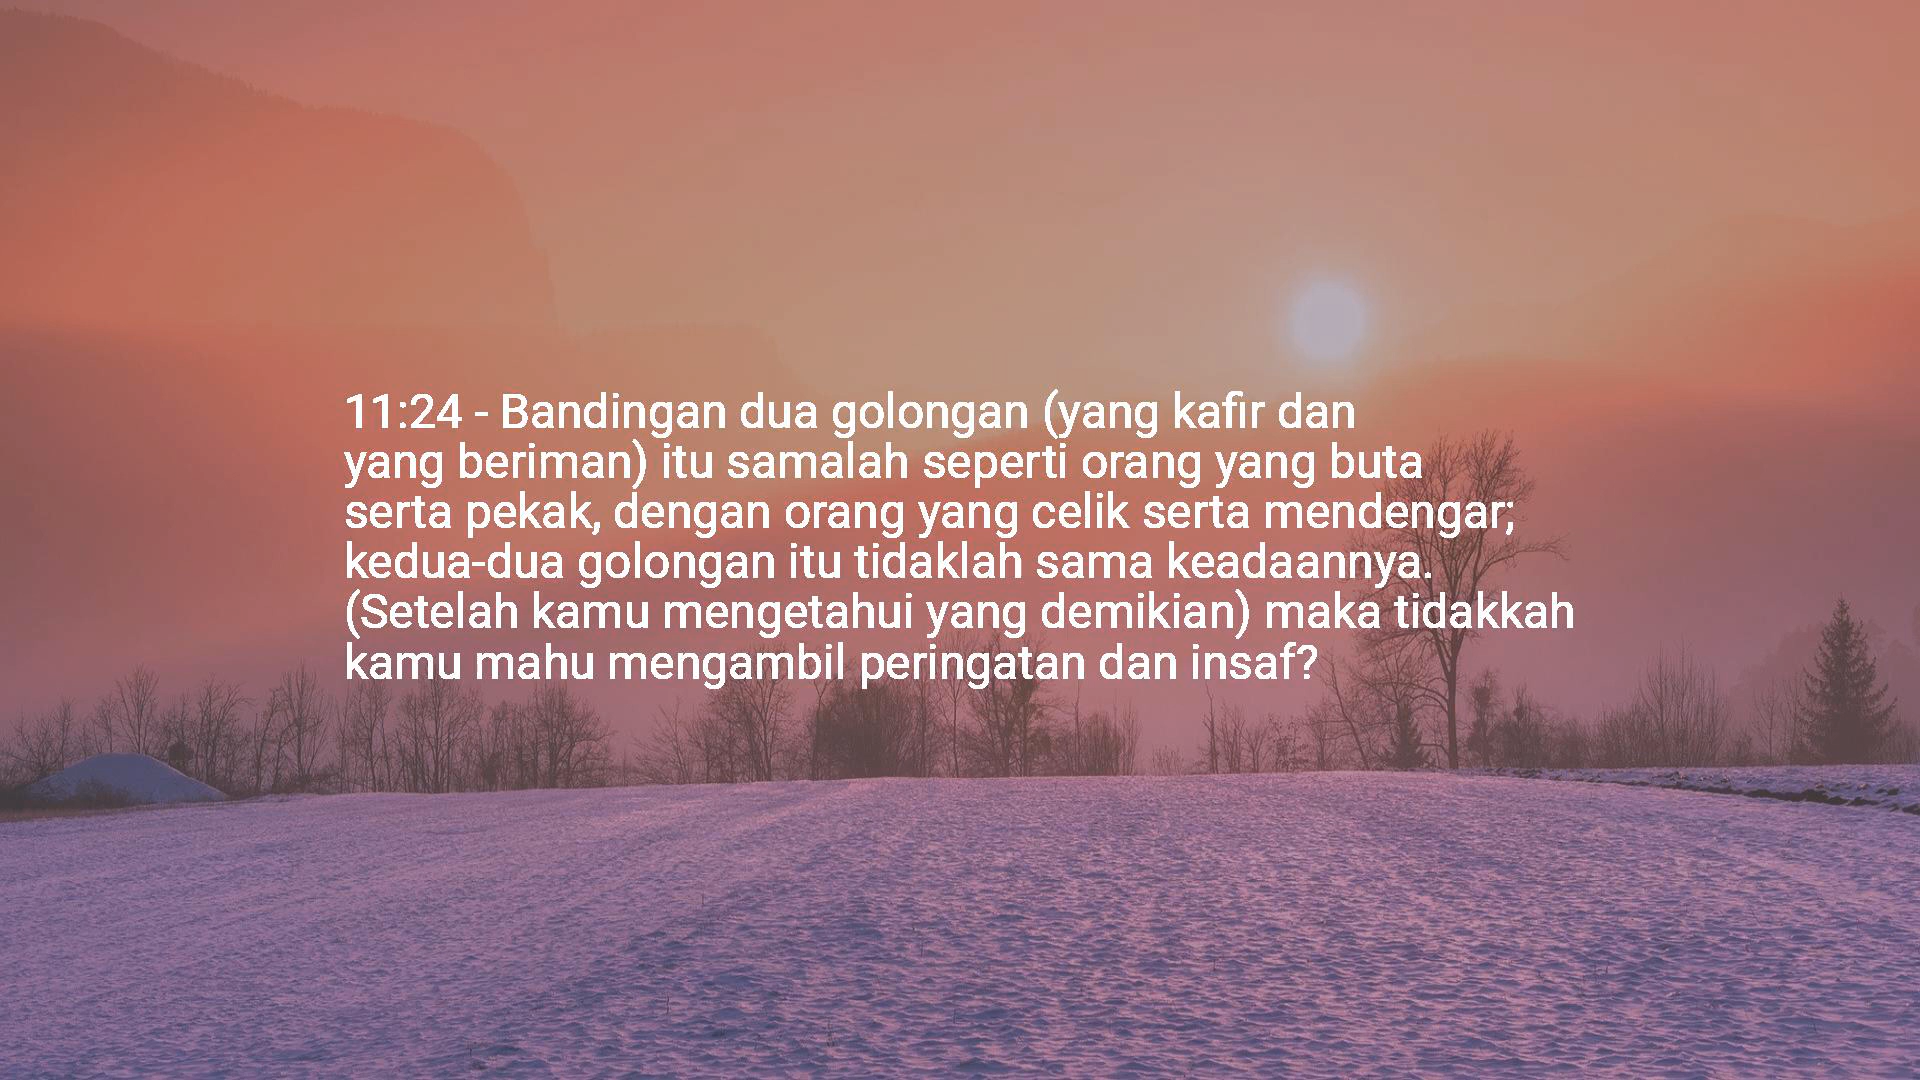 11:24 - Bandingan dua golongan (yang kafir dan
yang beriman) itu samalah seperti orang yang buta
serta pekak, dengan orang yang celik serta mendengar;
kedua-dua golongan itu tidaklah sama keadaannya.
(Setelah kamu mengetahui yang demikian) maka tidakkah
kamu mahu mengambil peringatan dan insaf?